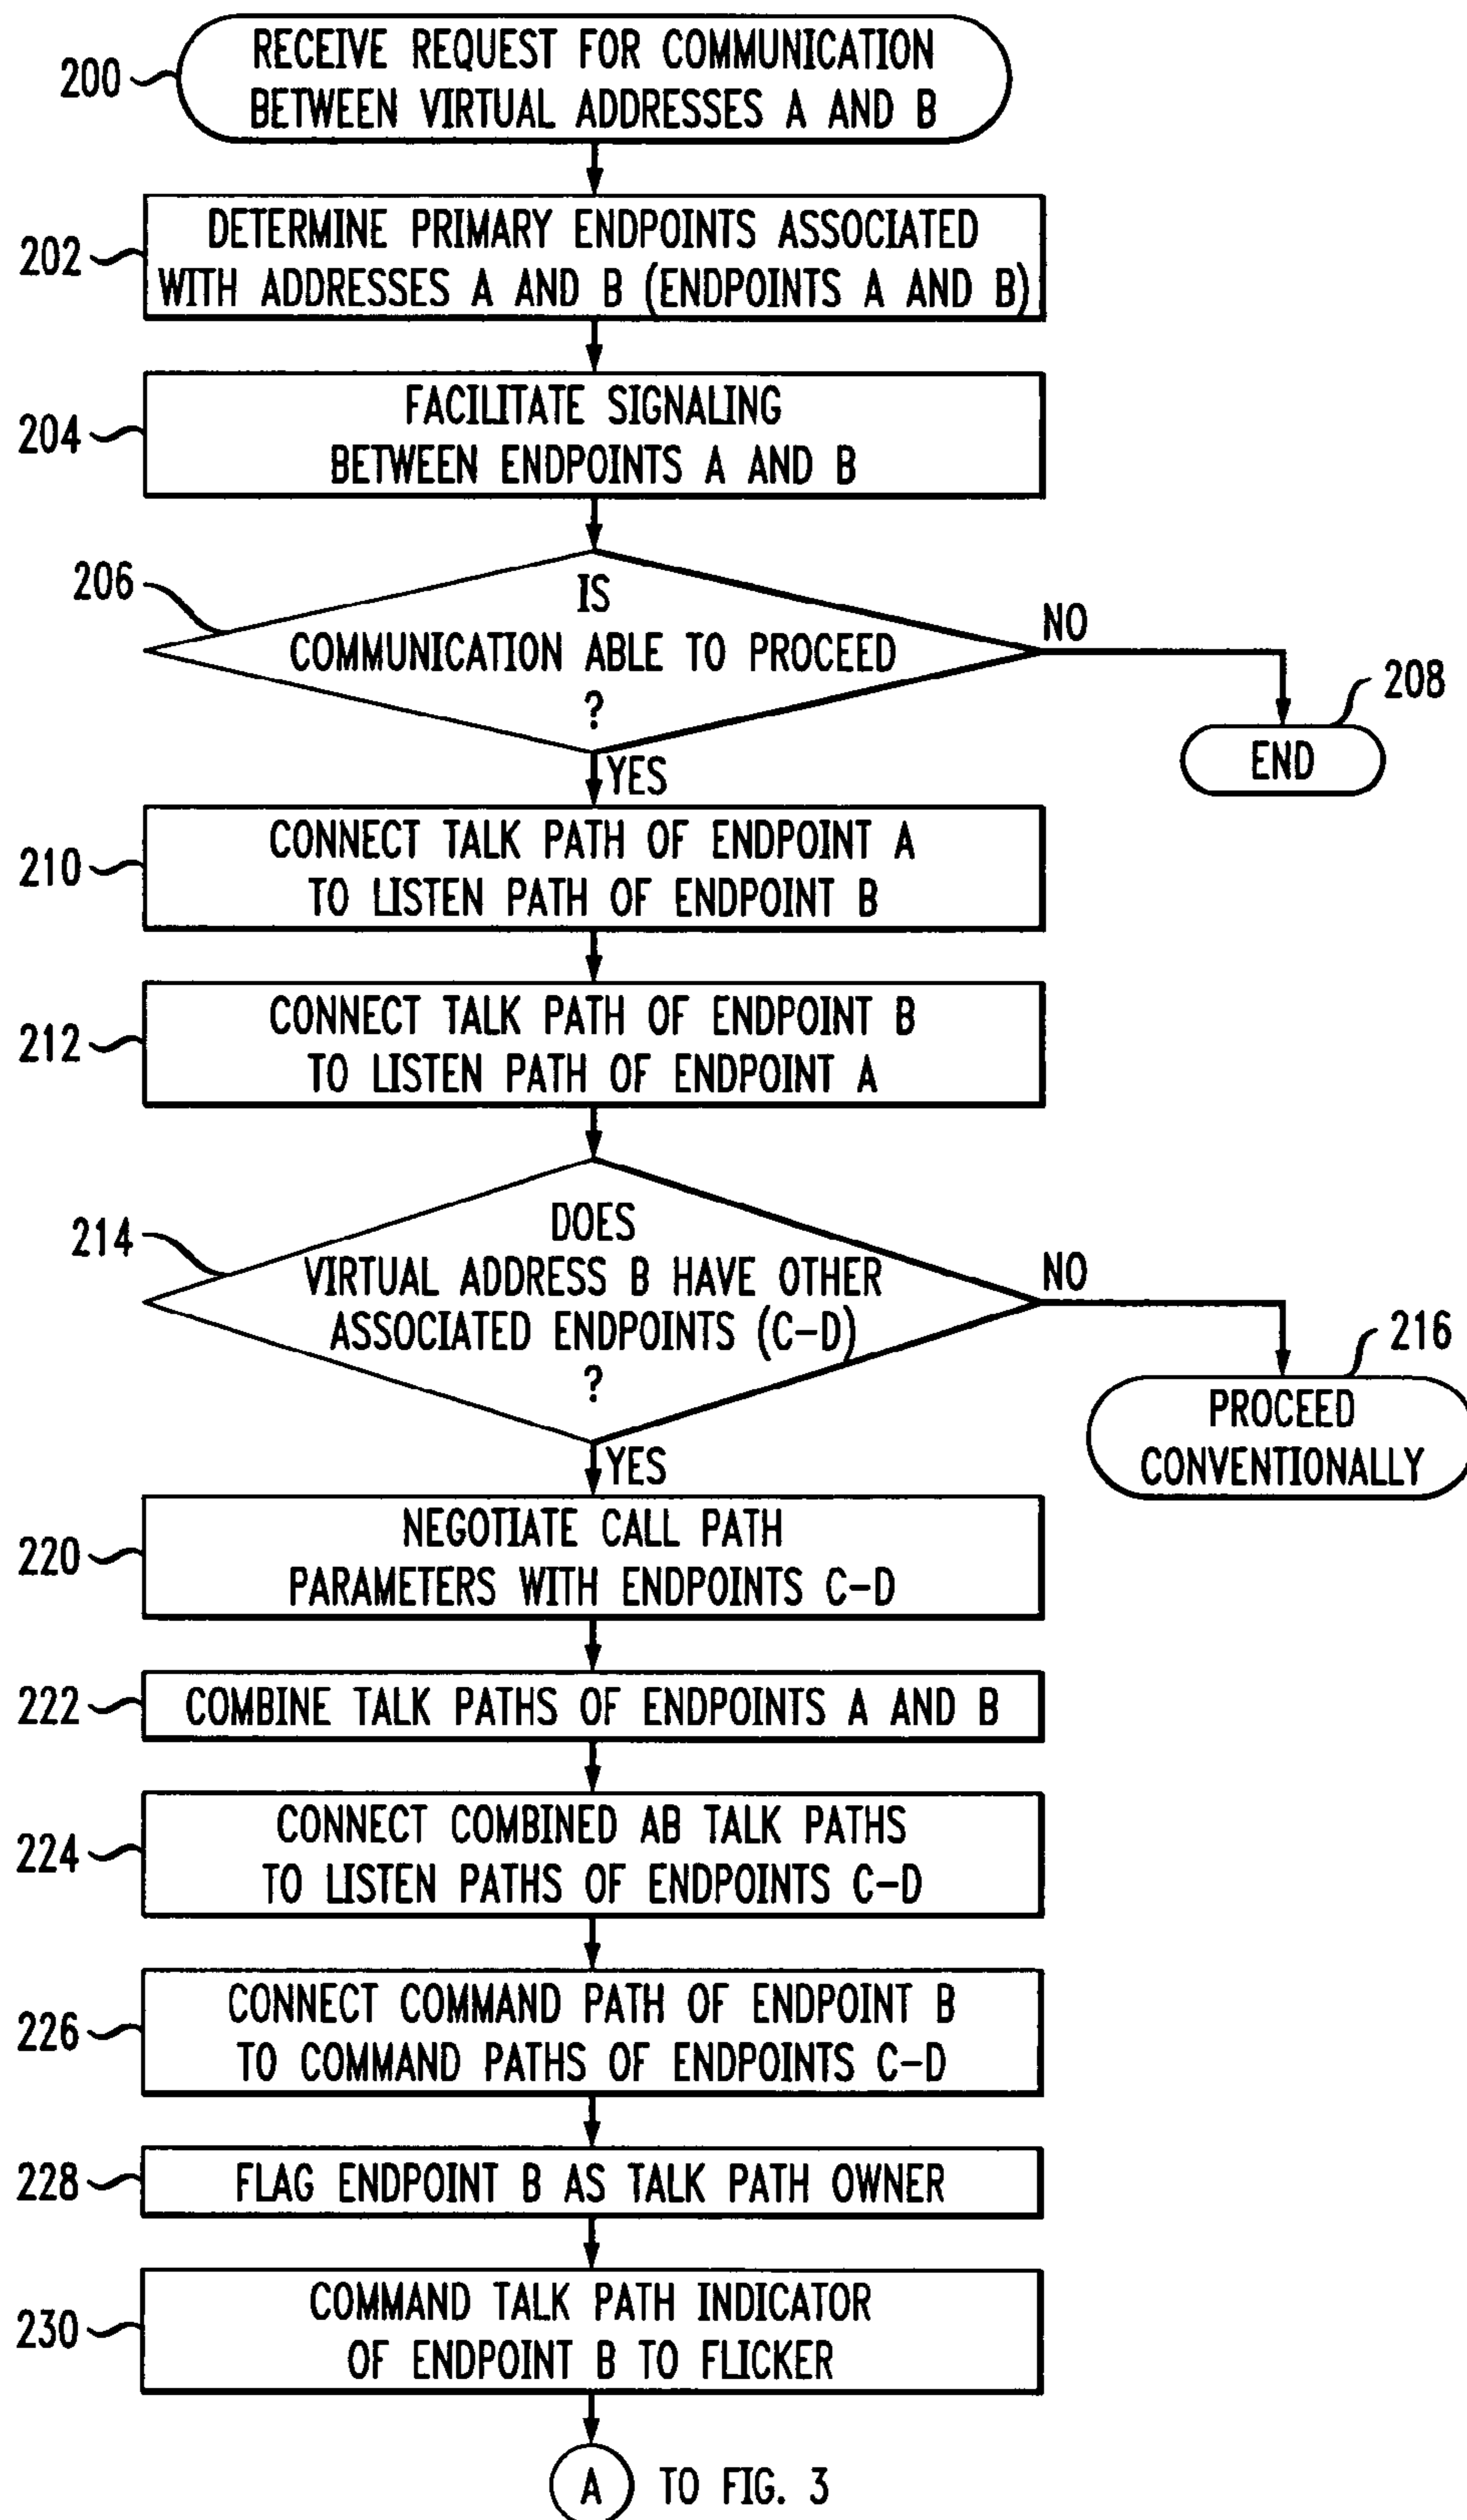 200
RECEIVE REQUEST FOR COMMUNICATION
BETWEEN VIRTUAL ADDRESSES A AND B
202
DETERMINE PRIMARY ENDPOINTS ASSOCIATED
WITH ADDRESSES A AND B (ENDPOINTS A AND B)
204
FACILITATE SIGNALING
BETWEEN ENDPOINTS A AND B
206
IS
COMMUNICATION ABLE TO PROCEED
?
NO
208
END
YES
210
CONNECT TALK PATH OF ENDPOINT A
TO LISTEN PATH OF ENDPOINT B
212
CONNECT TALK PATH OF ENDPOINT B
TO LISTEN PATH OF ENDPOINT A
214
DOES
VIRTUAL ADDRESS B HAVE OTHER
ASSOCIATED ENDPOINTS (C-D)
?
NO
216
PROCEED
CONVENTIONALLY
YES
220
NEGOTIATE CALL PATH
PARAMETERS WITH ENDPOINTS C-D
222
COMBINE TALK PATHS OF ENDPOINTS A AND B
224
CONNECT COMBINED AB TALK PATHS
TO LISTEN PATHS OF ENDPOINTS C-D
226
CONNECT COMMAND PATH OF ENDPOINT B
TO COMMAND PATHS OF ENDPOINTS C-D
228
FLAG ENDPOINT B AS TALK PATH OWNER
230
COMMAND TALK PATH INDICATOR
OF ENDPOINT B TO FLICKER
A TO FIG. 3